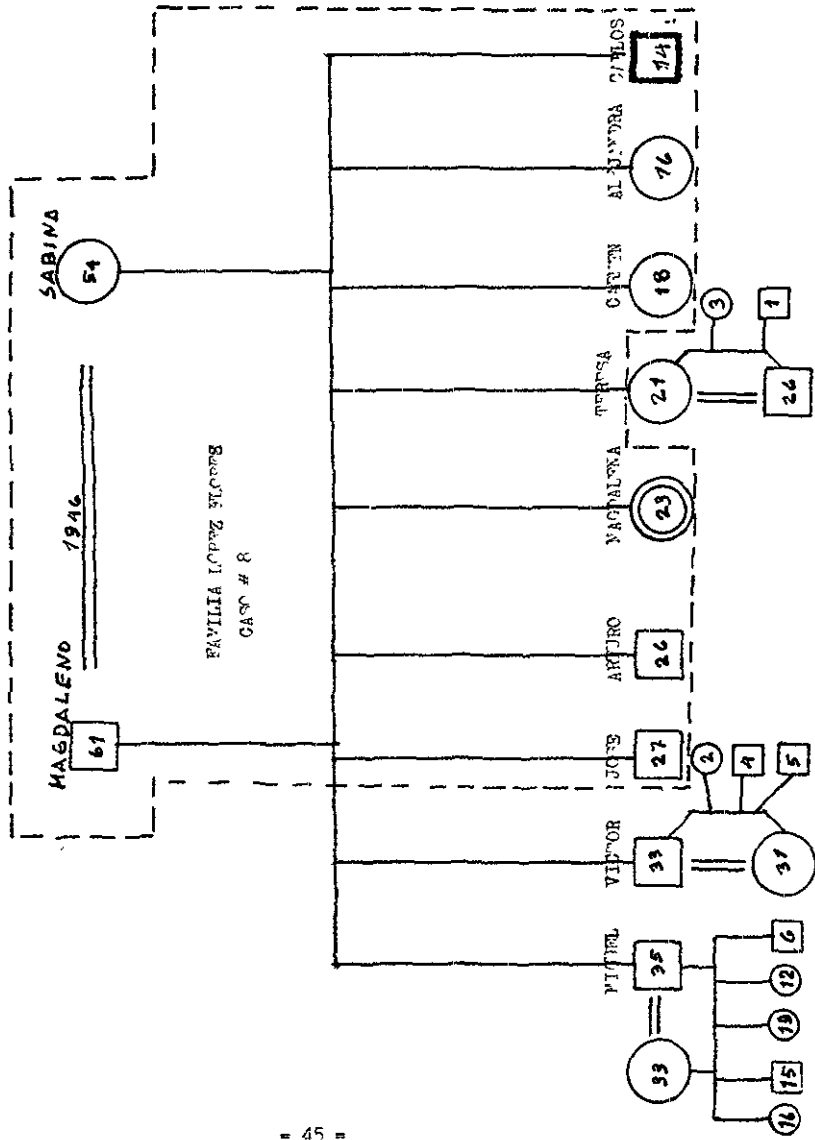 MAGDALENO
1946
SABINA
61
54
FAMILIA LOPEZ FLORES
CASO # 8
MIGUEL
VICTOR
JOSE
ARTURO
MAGDALENA
TERESA
CARMEN
ALEJANDRA
CARLOS
33
35
33
27
26
23
21
18
16
14
31
26
16
15
13
12
6
2
4
5
3
1
= 45 =